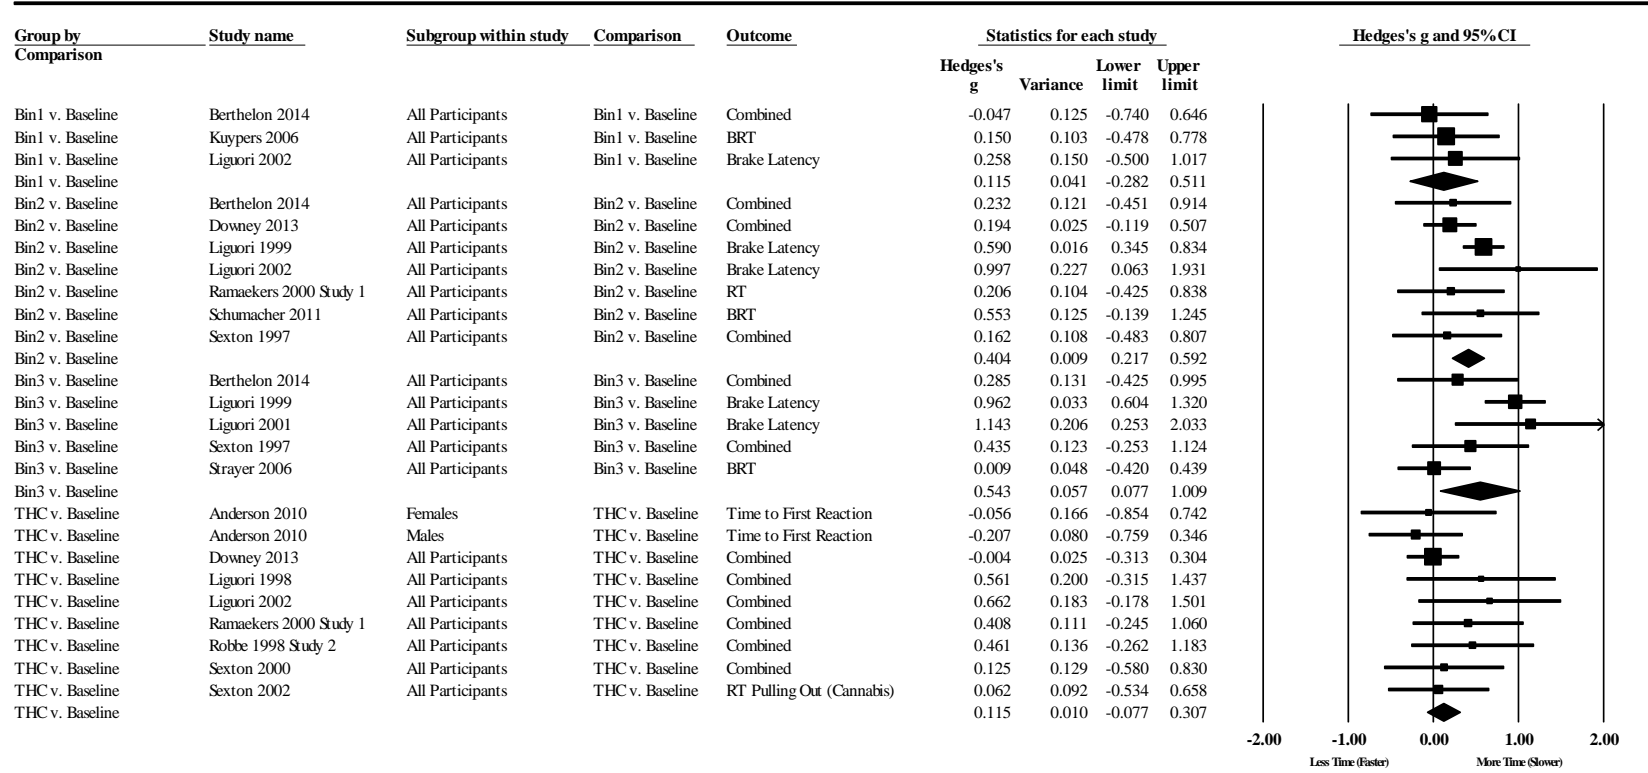 Group by Comparison Study name Subgroup within study Comparison Outcome Statistics for each study Hedges's g and 95% CI
Hedges's g Variance Lower limit Upper limit
Bin1 v. Baseline Berthelon 2014 All Participants Bin1 v. Baseline Combined -0.047 0.125 -0.740 0.646
Bin1 v. Baseline Kuypers 2006 All Participants Bin1 v. Baseline BRT 0.150 0.103 -0.478 0.778
Bin1 v. Baseline Liguori 2002 All Participants Bin1 v. Baseline Brake Latency 0.258 0.150 -0.500 1.017
Bin1 v. Baseline 0.115 0.041 -0.282 0.511
Bin2 v. Baseline Berthelon 2014 All Participants Bin2 v. Baseline Combined 0.232 0.121 -0.451 0.914
Bin2 v. Baseline Downey 2013 All Participants Bin2 v. Baseline Combined 0.194 0.025 -0.119 0.507
Bin2 v. Baseline Liguori 1999 All Participants Bin2 v. Baseline Brake Latency 0.590 0.016 0.345 0.834
Bin2 v. Baseline Liguori 2002 All Participants Bin2 v. Baseline Brake Latency 0.997 0.227 0.063 1.931
Bin2 v. Baseline Ramaekers 2000 Study 1 All Participants Bin2 v. Baseline RT 0.206 0.104 -0.425 0.838
Bin2 v. Baseline Schumacher 2011 All Participants Bin2 v. Baseline BRT 0.553 0.125 -0.139 1.245
Bin2 v. Baseline Sexton 1997 All Participants Bin2 v. Baseline Combined 0.162 0.108 -0.483 0.807
Bin2 v. Baseline 0.404 0.009 0.217 0.592
Bin3 v. Baseline Berthelon 2014 All Participants Bin3 v. Baseline Combined 0.285 0.131 -0.425 0.995
Bin3 v. Baseline Liguori 1999 All Participants Bin3 v. Baseline Brake Latency 0.962 0.033 0.604 1.320
Bin3 v. Baseline Liguori 2001 All Participants Bin3 v. Baseline Brake Latency 1.143 0.206 0.253 2.033
Bin3 v. Baseline Sexton 1997 All Participants Bin3 v. Baseline Combined 0.435 0.123 -0.253 1.124
Bin3 v. Baseline Strayer 2006 All Participants Bin3 v. Baseline BRT 0.009 0.048 -0.420 0.439
Bin3 v. Baseline 0.543 0.057 0.077 1.009
THC v. Baseline Anderson 2010 Females THC v. Baseline Time to First Reaction -0.056 0.166 -0.854 0.742
THC v. Baseline Anderson 2010 Males THC v. Baseline Time to First Reaction -0.207 0.080 -0.759 0.346
THC v. Baseline Downey 2013 All Participants THC v. Baseline Combined -0.004 0.025 -0.313 0.304
THC v. Baseline Liguori 1998 All Participants THC v. Baseline Combined 0.561 0.200 -0.315 1.437
THC v. Baseline Liguori 2002 All Participants THC v. Baseline Combined 0.662 0.183 -0.178 1.501
THC v. Baseline Ramaekers 2000 Study 1 All Participants THC v. Baseline Combined 0.408 0.111 -0.245 1.060
THC v. Baseline Robbe 1998 Study 2 All Participants THC v. Baseline Combined 0.461 0.136 -0.262 1.183
THC v. Baseline Sexton 2000 All Participants THC v. Baseline Combined 0.125 0.129 -0.580 0.830
THC v. Baseline Sexton 2002 All Participants THC v. Baseline RT Pulling Out (Cannabis) 0.062 0.092 -0.534 0.658
THC v. Baseline 0.115 0.010 -0.077 0.307
-2.00 -1.00 0.00 1.00 2.00
Less Time (Faster) More Time (Slower)